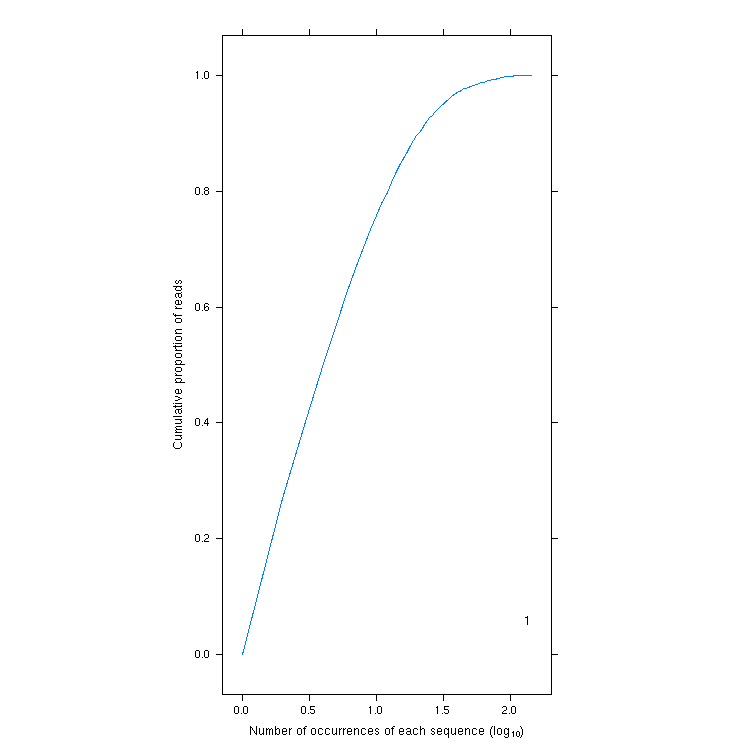 1.0
0.8
0.6
0.4
0.2
0.0
Cumulative proportion of reads
1
0.0 0.5 1.0 1.5 2.0
Number of occurrences of each sequence (log₁₀)